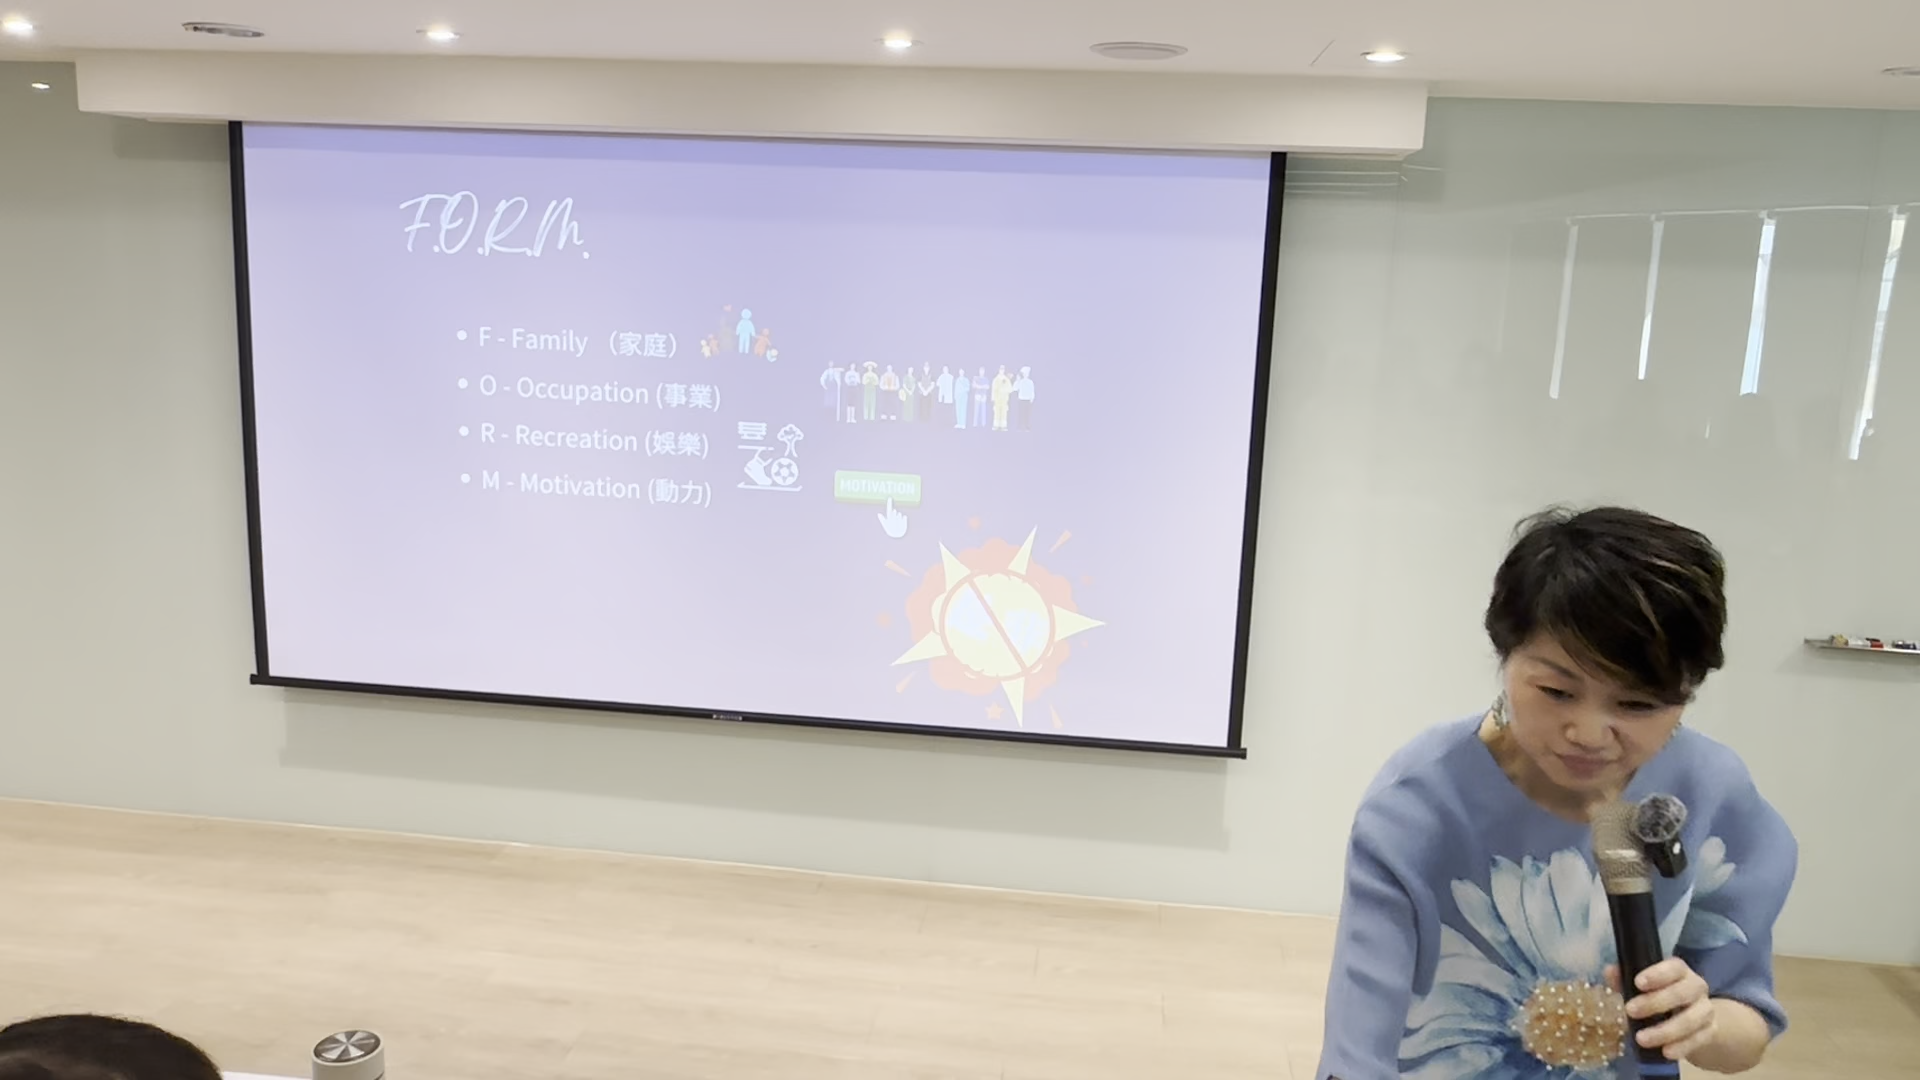 F.O.R.M.
• F - Family （家庭）
• O - Occupation (事業)
• R - Recreation (娛樂)
• M - Motivation (動力)
MOTIVATION